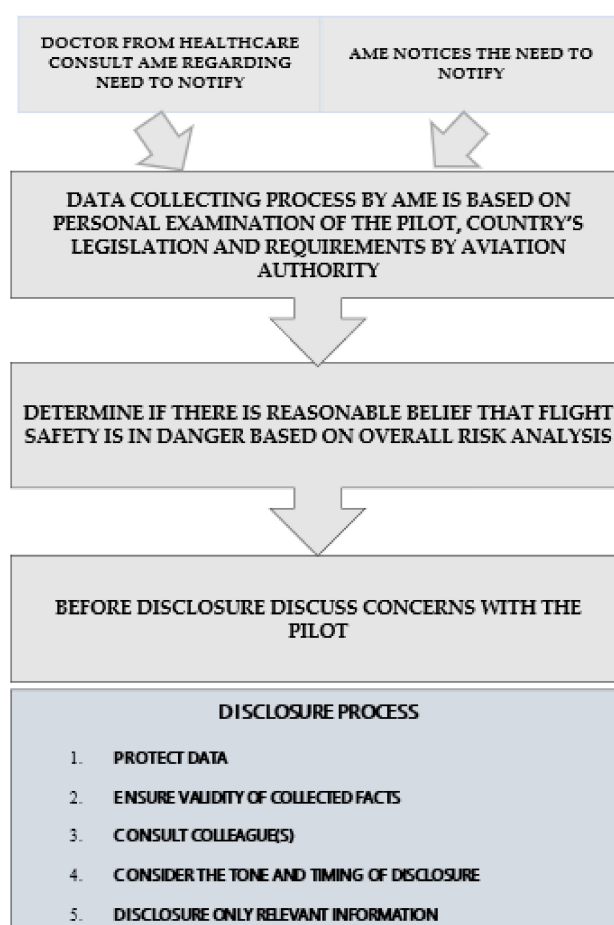 DOCTOR FROM HEALTHCARE
CONSULT AME REGARDING
NEED TO NOTIFY
AME NOTICES THE NEED TO
NOTIFY
DATA COLLECTING PROCESS BY AME IS BASED ON
PERSONAL EXAMINATION OF THE PILOT, COUNTRY'S
LEGISLATION AND REQUIREMENTS BY AVIATION
AUTHORITY
DETERMINE IF THERE IS REASONABLE BELIEF THAT FLIGHT
SAFETY IS IN DANGER BASED ON OVERALL RISK ANALYSIS
BEFORE DISCLOSURE DISCUSS CONCERNS WITH THE
PILOT
DISCLOSURE PROCESS
1. PROTECT DATA
2. ENSURE VALIDITY OF COLLECTED FACTS
3. CONSULT COLLEAGUE(S)
4. CONSIDER THE TONE AND TIMING OF DISCLOSURE
5. DISCLOSURE ONLY RELEVANT INFORMATION